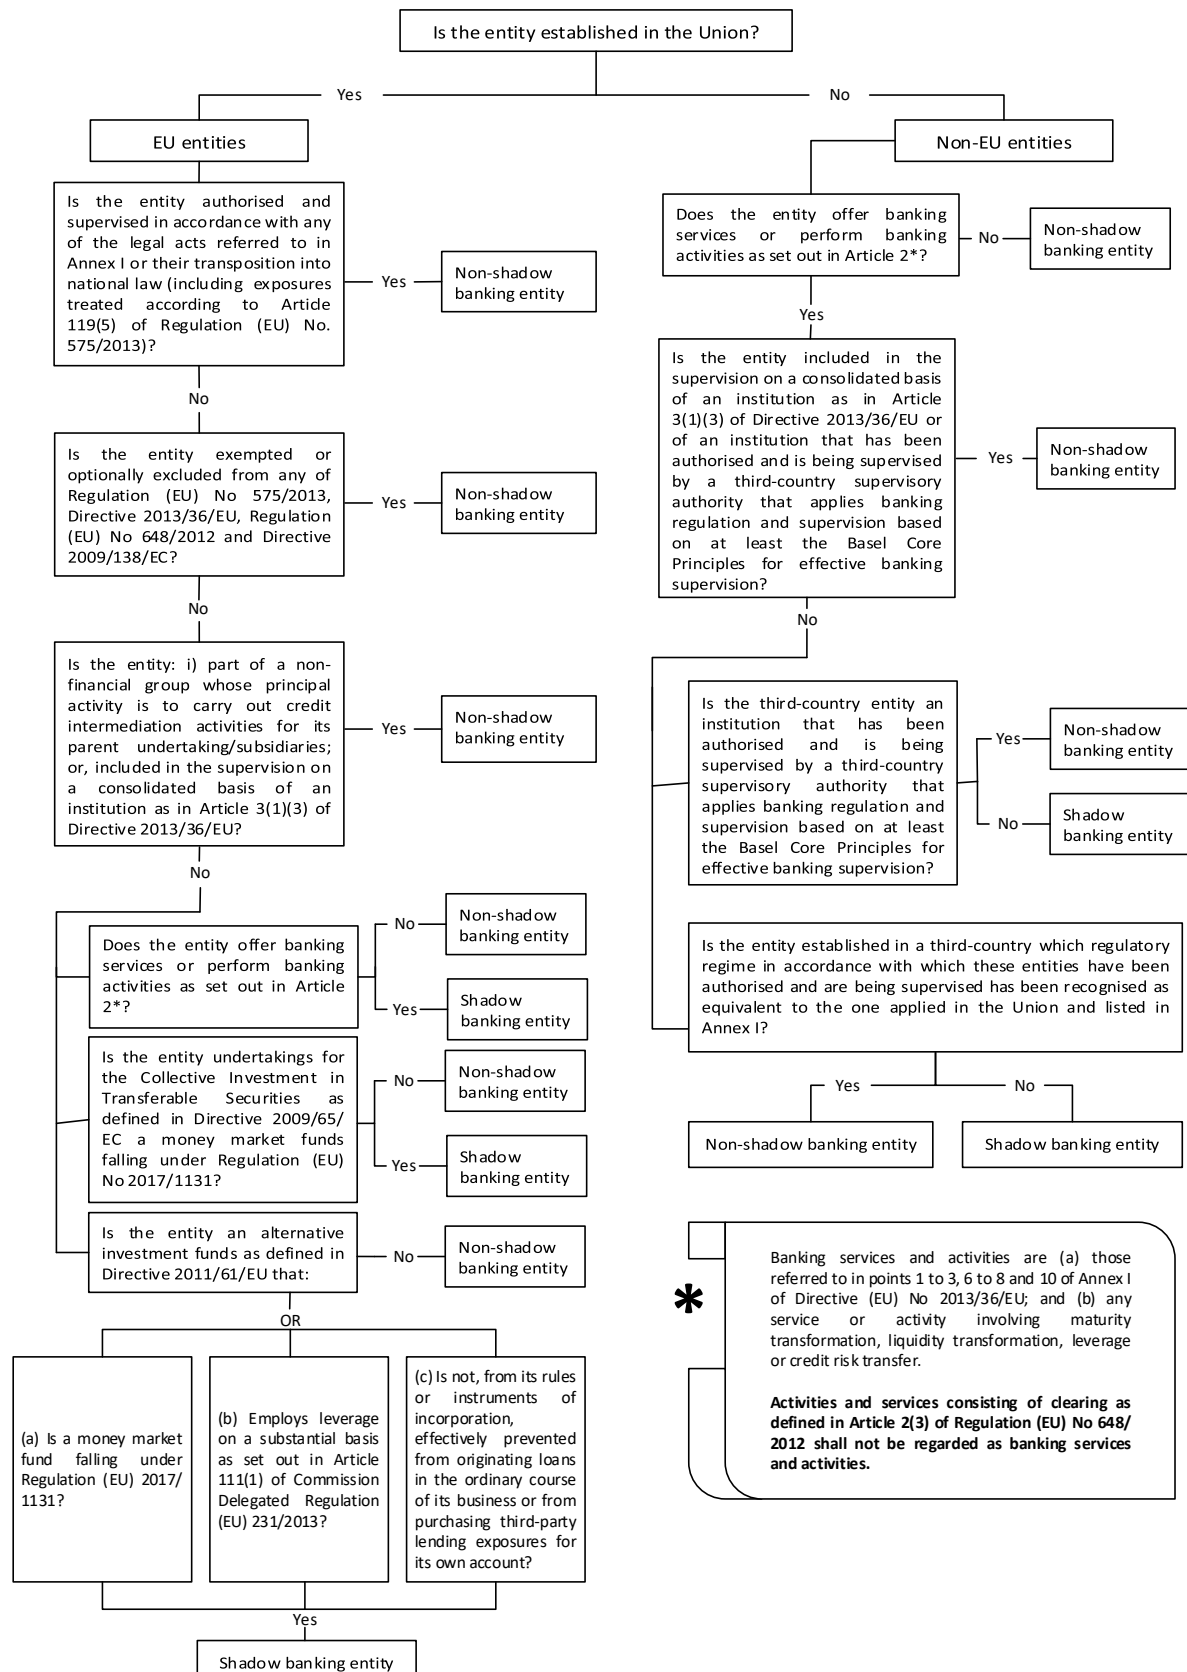 Is the entity established in the Union?
Yes
No
EU entities
Non-EU entities
Is the entity authorised and
supervised in accordance with any
of the legal acts referred to in
Annex I or their transposition into
national law (including exposures
treated according to Article
119(5) of Regulation (EU) No.
575/2013)?
Yes
Non-shadow
banking entity
No
Is the entity exempted or
optionally excluded from any of
Regulation (EU) No 575/2013,
Directive 2013/36/EU, Regulation
(EU) No 648/2012 and Directive
2009/138/EC?
Yes
Non-shadow
banking entity
No
Is the entity: i) part of a non-
financial group whose principal
activity is to carry out credit
intermediation activities for its
parent undertaking/subsidiaries;
or, included in the supervision on
a consolidated basis of an
institution as in Article 3(1)(3) of
Directive 2013/36/EU?
Yes
Non-shadow
banking entity
No
Does the entity offer banking
services or perform banking
activities as set out in Article
2*?
No
Non-shadow
banking entity
Yes
Shadow
banking entity
Is the entity undertakings for
the Collective Investment in
Transferable Securities as
defined in Directive 2009/65/
EC a money market funds
falling under Regulation (EU)
No 2017/1131?
No
Non-shadow
banking entity
Yes
Shadow
banking entity
Is the entity an alternative
investment funds as defined in
Directive 2011/61/EU that:
No
Non-shadow
banking entity
OR
(a) Is a money market
fund falling under
Regulation (EU) 2017/
1131?
(b) Employs leverage
on a substantial basis
as set out in Article
111(1) of Commission
Delegated Regulation
(EU) 231/2013?
(c) Is not, from its rules
or instruments of
incorporation,
effectively prevented
from originating loans
in the ordinary course
of its business or from
purchasing third-party
lending exposures for
its own account?
Yes
Shadow banking entity
Does the entity offer banking
services or perform banking
activities as set out in Article 2*?
No
Non-shadow
banking entity
Yes
Is the entity included in the
supervision on a consolidated basis
of an institution as in Article
3(1)(3) of Directive 2013/36/EU or
of an institution that has been
authorised and is being supervised
by a third-country supervisory
authority that applies banking
regulation and supervision based
on at least the Basel Core
Principles for effective banking
supervision?
Yes
Non-shadow
banking entity
No
Is the third-country entity an
institution that has been
authorised and is being
supervised by a third-country
supervisory authority that
applies banking regulation and
supervision based on at least
the Basel Core Principles for
effective banking supervision?
Yes
Non-shadow
banking entity
No
Shadow
banking entity
Is the entity established in a third-country which regulatory
regime in accordance with which these entities have been
authorised and are being supervised has been recognised as
equivalent to the one applied in the Union and listed in
Annex I?
Yes
No
Non-shadow banking entity
Shadow banking entity
*
Banking services and activities are (a) those
referred to in points 1 to 3, 6 to 8 and 10 of Annex I
of Directive (EU) No 2013/36/EU; and (b) any
service or activity involving maturity
transformation, liquidity transformation, leverage
or credit risk transfer.
Activities and services consisting of clearing as
defined in Article 2(3) of Regulation (EU) No 648/
2012 shall not be regarded as banking services
and activities.